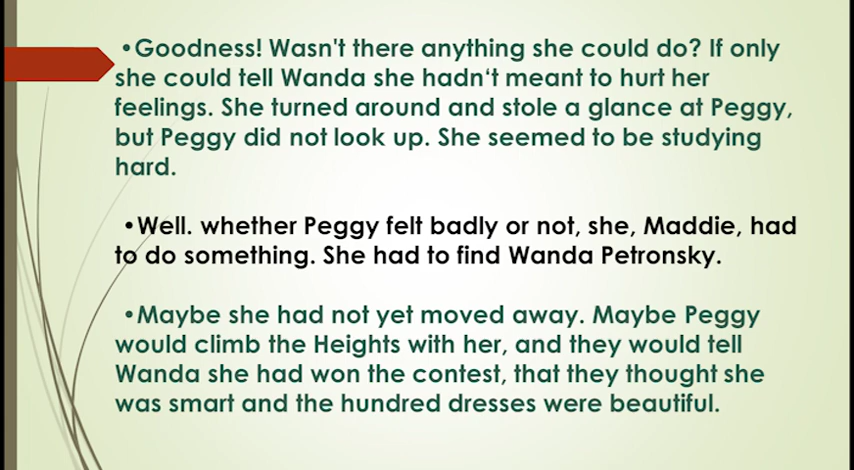 •Goodness! Wasn't there anything she could do? If only
she could tell Wanda she hadn‘t meant to hurt her
feelings. She turned around and stole a glance at Peggy,
but Peggy did not look up. She seemed to be studying
hard.
•Well. whether Peggy felt badly or not, she, Maddie, had
to do something. She had to find Wanda Petronsky.
•Maybe she had not yet moved away. Maybe Peggy
would climb the Heights with her, and they would tell
Wanda she had won the contest, that they thought she
was smart and the hundred dresses were beautiful.